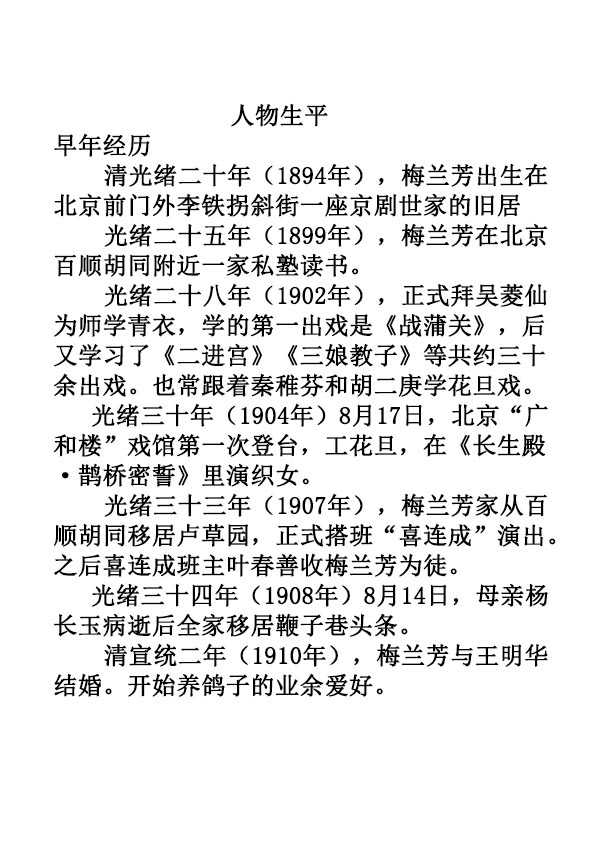 人物生平
早年经历
清光绪二十年（1894年），梅兰芳出生在
北京前门外李铁拐斜街一座京剧世家的旧居
光绪二十五年（1899年），梅兰芳在北京
百顺胡同附近一家私塾读书。
光绪二十八年（1902年），正式拜吴菱仙
为师学青衣，学的第一出戏是《战蒲关》，后
又学习了《二进宫》《三娘教子》等共约三十
余出戏。也常跟着秦稚芬和胡二庚学花旦戏。
光绪三十年（1904年）8月17日，北京“广
和楼”戏馆第一次登台，工花旦，在《长生殿
·鹊桥密誓》里演织女。
光绪三十三年（1907年），梅兰芳家从百
顺胡同移居卢草园，正式搭班“喜连成”演出。
之后喜连成班主叶春善收梅兰芳为徒。
光绪三十四年（1908年）8月14日，母亲杨
长玉病逝后全家移居鞭子巷头条。
清宣统二年（1910年），梅兰芳与王明华
结婚。开始养鸽子的业余爱好。